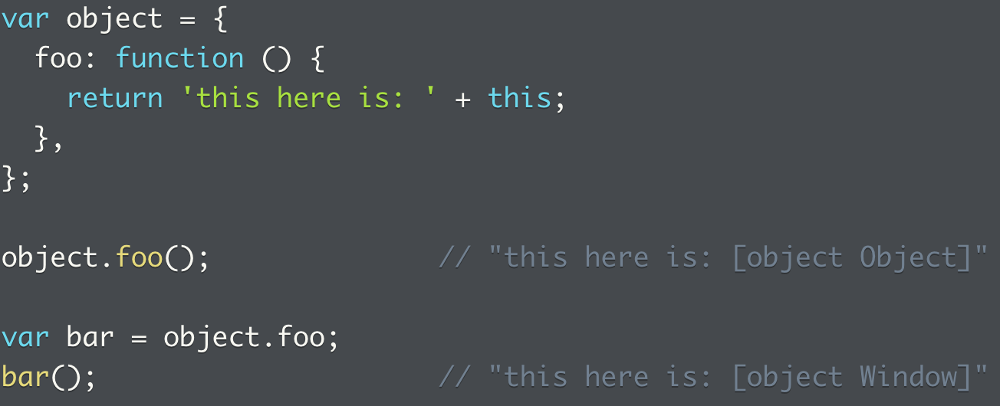 var object = {
  foo: function () {
    return 'this here is: ' + this;
  },
};
object.foo();              // "this here is: [object Object]"
var bar = object.foo;
bar();                     // "this here is: [object Window]"